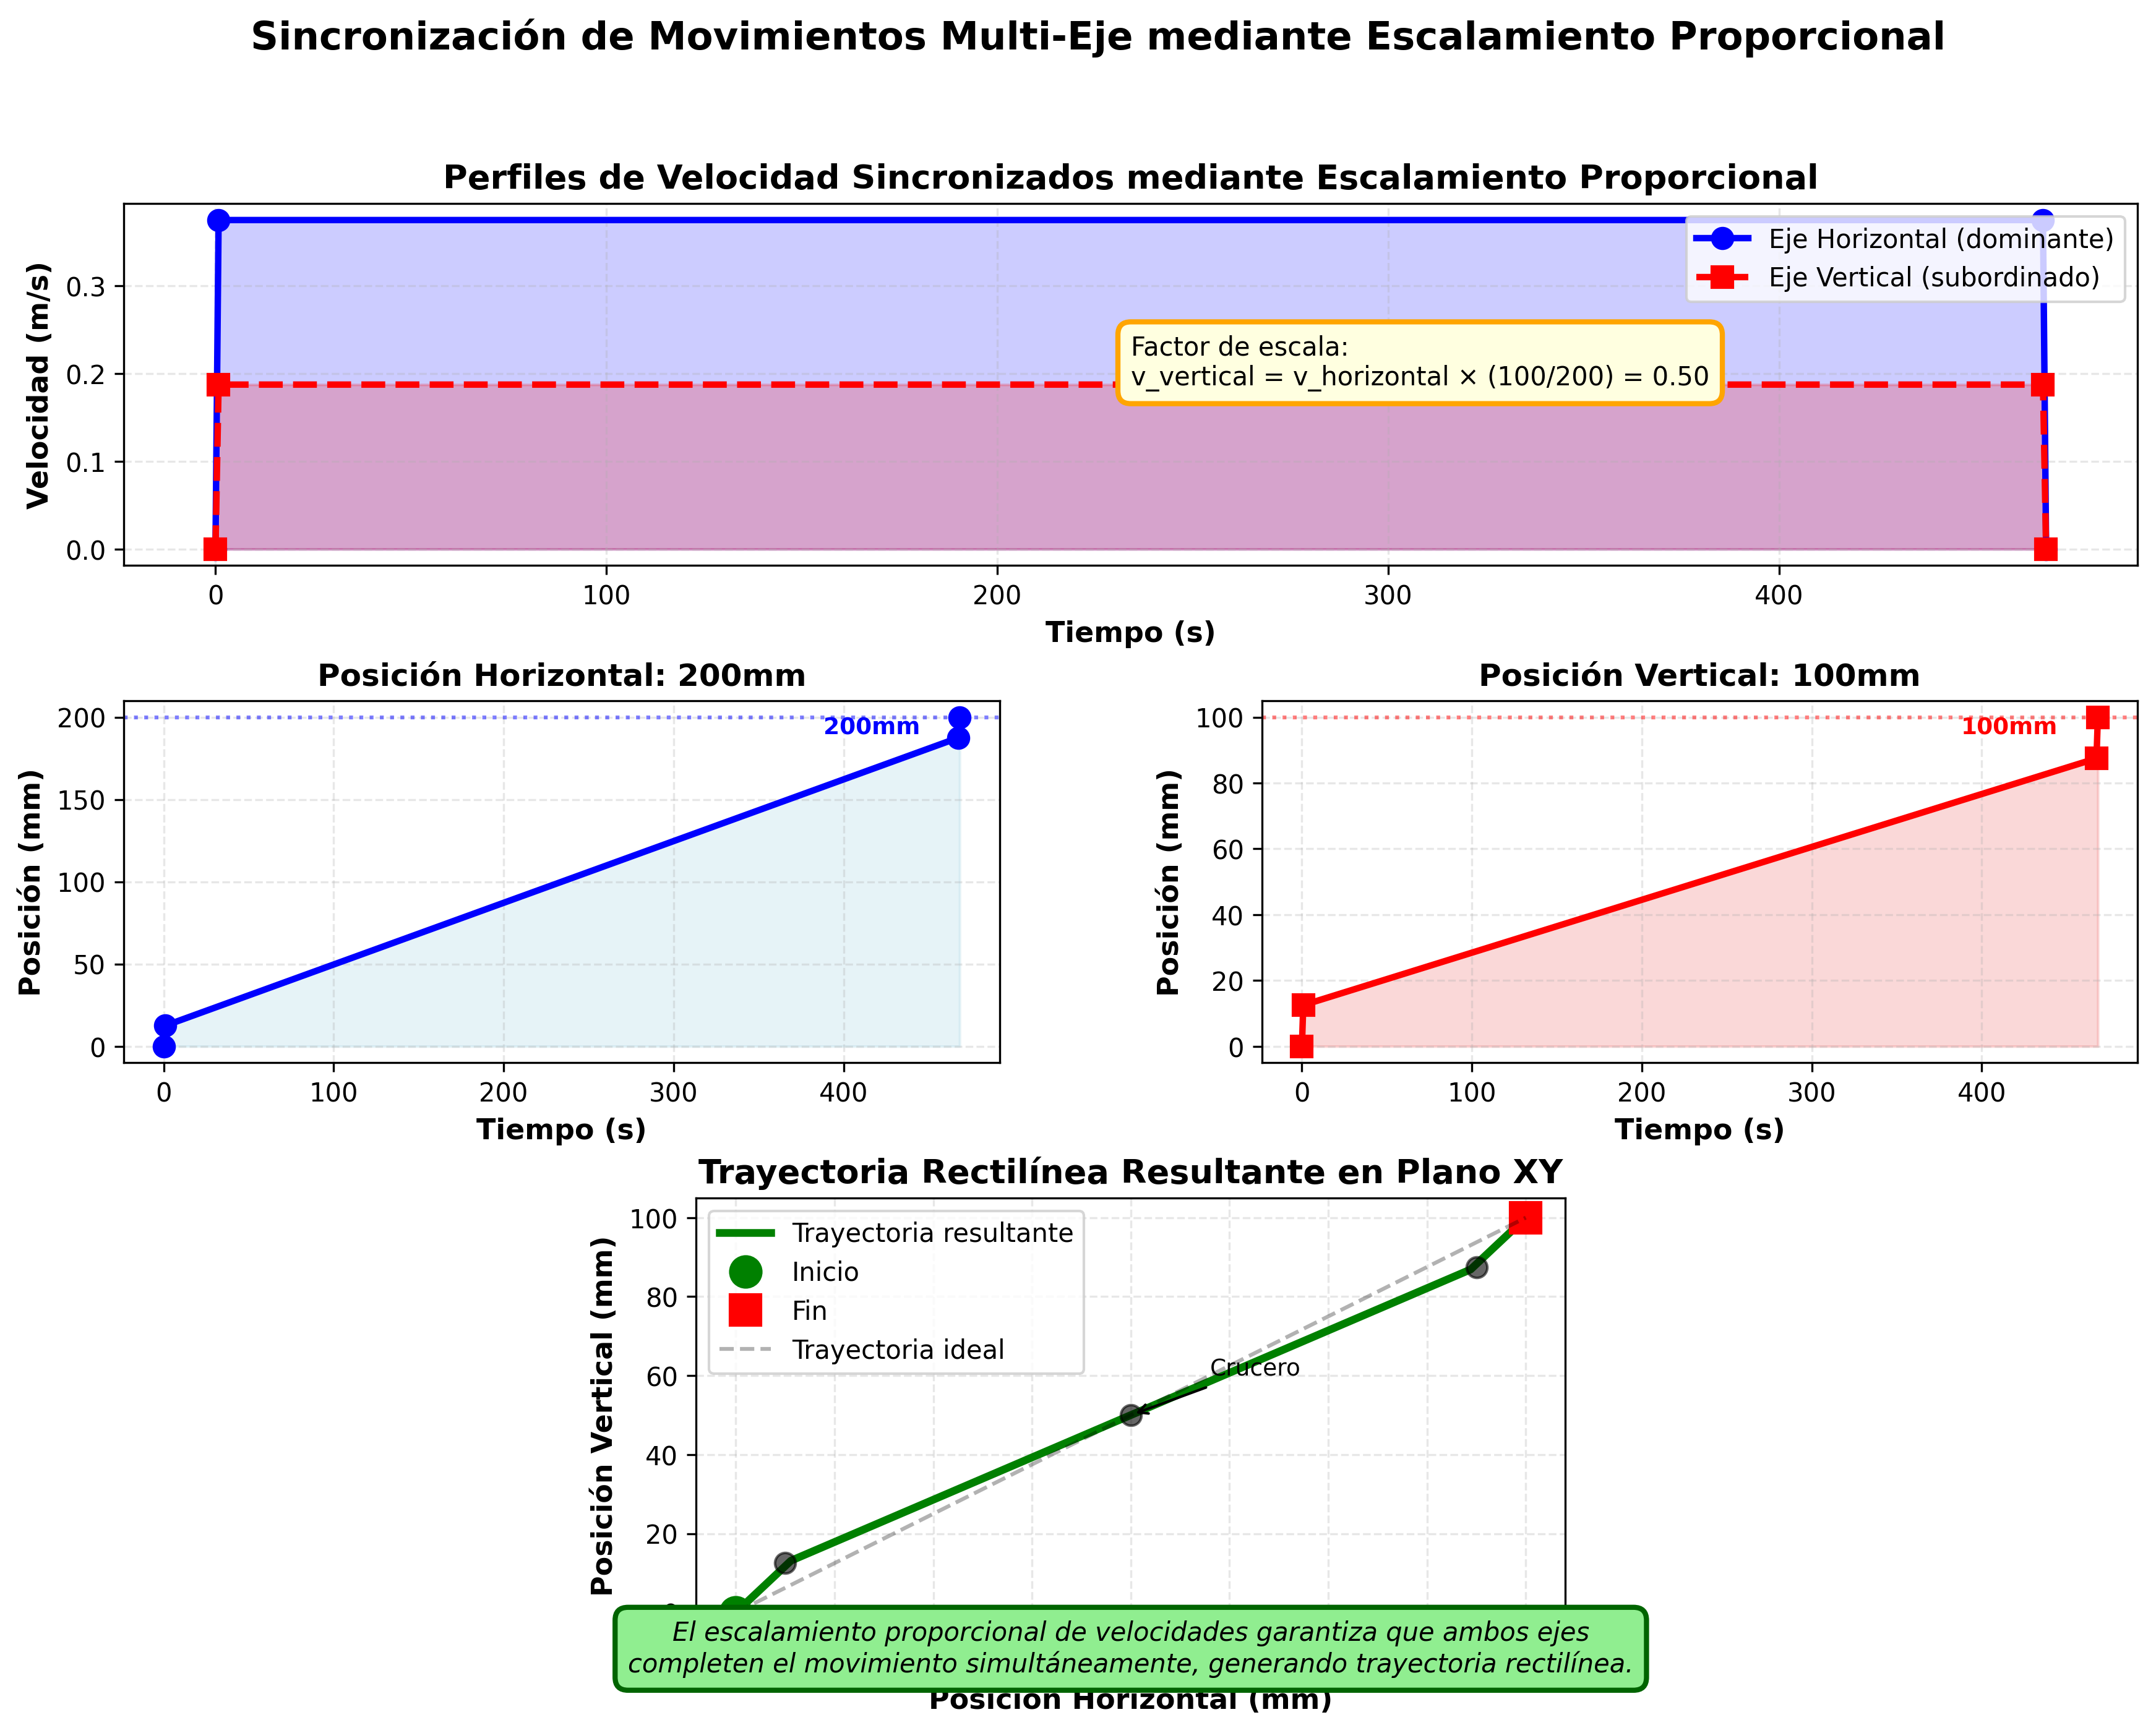 Sincronización de Movimientos Multi-Eje mediante Escalamiento Proporcional
Perfiles de Velocidad Sincronizados mediante Escalamiento Proporcional
Velocidad (m/s)
0.3
0.2
0.1
0.0
Eje Horizontal (dominante)
Eje Vertical (subordinado)
Factor de escala:
v_vertical = v_horizontal × (100/200) = 0.50
0
100
200
300
400
Tiempo (s)
Posición Horizontal: 200mm
Posición (mm)
200
150
100
50
0
200mm
0
100
200
300
400
Tiempo (s)
Posición Vertical: 100mm
Posición (mm)
100
80
60
40
20
0
100mm
0
100
200
300
400
Tiempo (s)
Trayectoria Rectilínea Resultante en Plano XY
Posición Vertical (mm)
100
80
60
40
20
Trayectoria resultante
Inicio
Fin
Trayectoria ideal
Crucero
El escalamiento proporcional de velocidades garantiza que ambos ejes
completen el movimiento simultáneamente, generando trayectoria rectilínea.
Posición Horizontal (mm)